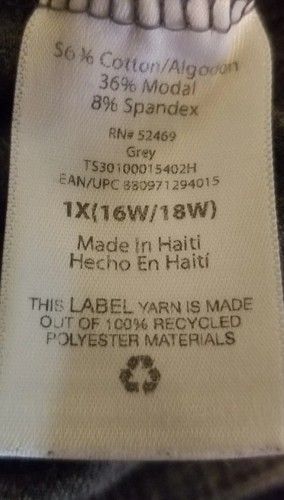 56% Cotton/Algodon
36% Modal
8% Spandex
RN# 52469
Grey
TS30100015402H
EAN/UPC 880971294015
1X(16W/18W)
Made In Haiti
Hecho En Haití
THIS LABEL YARN IS MADE
OUT OF 100% RECYCLED
POLYESTER MATERIALS